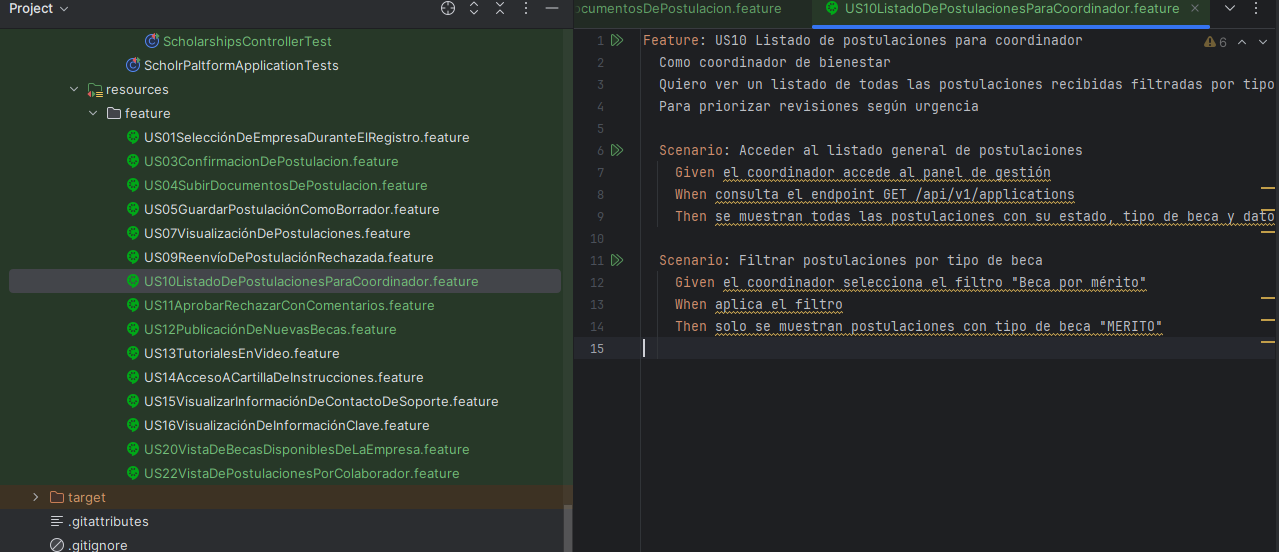 Project
ScholarshipsControllerTest
ScholrPaltformApplicationTests
resources
feature
US01SelecciónDeEmpresaDuranteElRegistro.feature
US03ConfirmacionDePostulacion.feature
US04SubirDocumentosDePostulacion.feature
US05GuardarPostulaciónComoBorrador.feature
US07VisualizaciónDePostulaciones.feature
US09ReenvíoDePostulaciónRechazada.feature
US10ListadoDePostulacionesParaCoordinador.feature
US11AprobarRechazarConComentarios.feature
US12PublicaciónDeNuevasBecas.feature
US13TutorialesEnVideo.feature
US14AccesoACartillaDeInstrucciones.feature
US15VisualizarInformaciónDeContactoDeSoporte.feature
US16VisualizaciónDeInformaciónClave.feature
US20VistaDeBecasDisponiblesDeLaEmpresa.feature
US22VistaDePostulacionesPorColaborador.feature
target
.gitattributes
.gitignore
ocumentosDePostulacion.feature
US10ListadoDePostulacionesParaCoordinador.feature
6
1 Feature: US10 Listado de postulaciones para coordinador
2 Como coordinador de bienestar
3 Quiero ver un listado de todas las postulaciones recibidas filtradas por tipo
4 Para priorizar revisiones según urgencia
5
6 Scenario: Acceder al listado general de postulaciones
7 Given el coordinador accede al panel de gestión
8 When consulta el endpoint GET /api/v1/applications
9 Then se muestran todas las postulaciones con su estado, tipo de beca y dato
10
11 Scenario: Filtrar postulaciones por tipo de beca
12 Given el coordinador selecciona el filtro "Beca por mérito"
13 When aplica el filtro
14 Then solo se muestran postulaciones con tipo de beca "MERITO"
15